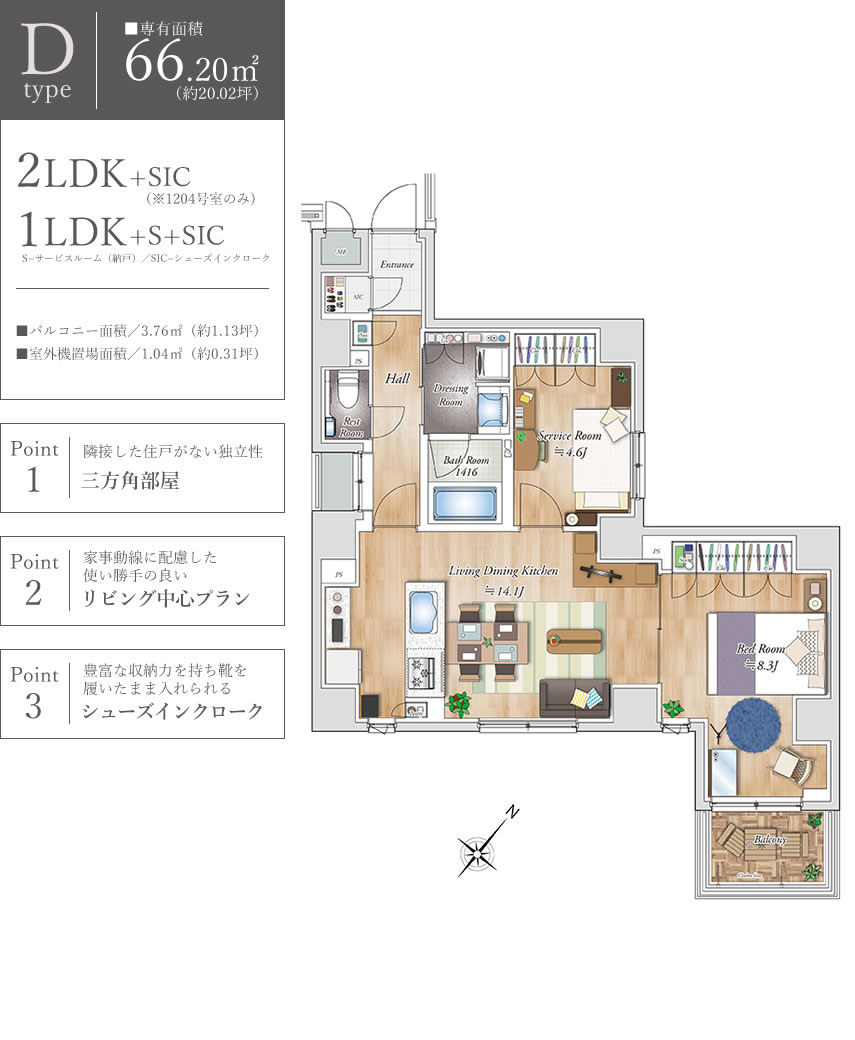 D
type
■専有面積
66.20㎡
（約20.02坪）
2LDK+SIC
（※1204号室のみ）
1LDK+S+SIC
S−サービスルーム（納戸）／SIC−シューズインクローク
■バルコニー面積／3.76㎡（約1.13坪）
■室外機置場面積／1.04㎡（約0.31坪）
Point
1
隣接した住戸がない独立性
三方角部屋
Point
2
家事動線に配慮した
使い勝手の良い
リビング中心プラン
Point
3
豊富な収納力を持ち靴を
履いたまま入れられる
シューズインクローク
MB
Entrance
SIC
PS
Hall
Rest
Room
Dressing
Room
Bath Room
1416
Service Room
≒4.6J
PS
Living Dining Kitchen
≒14.1J
PS
Bed Room
≒8.3J
Balcony
N